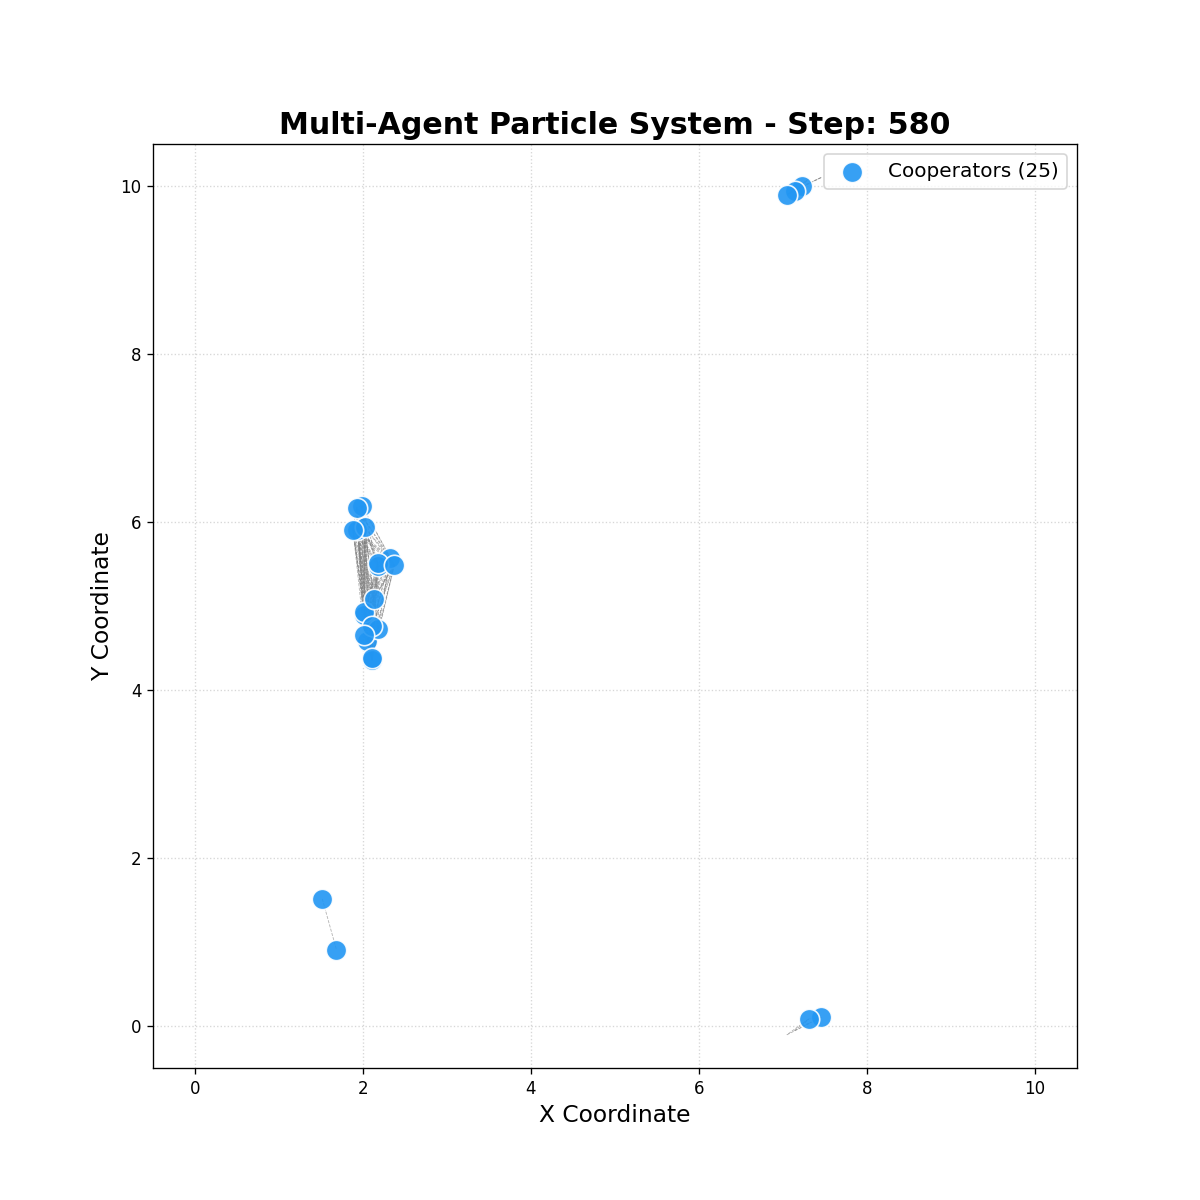 Multi-Agent Particle System - Step: 580
Cooperators (25)
10
8
6
4
2
0
Y Coordinate
0 2 4 6 8 10
X Coordinate